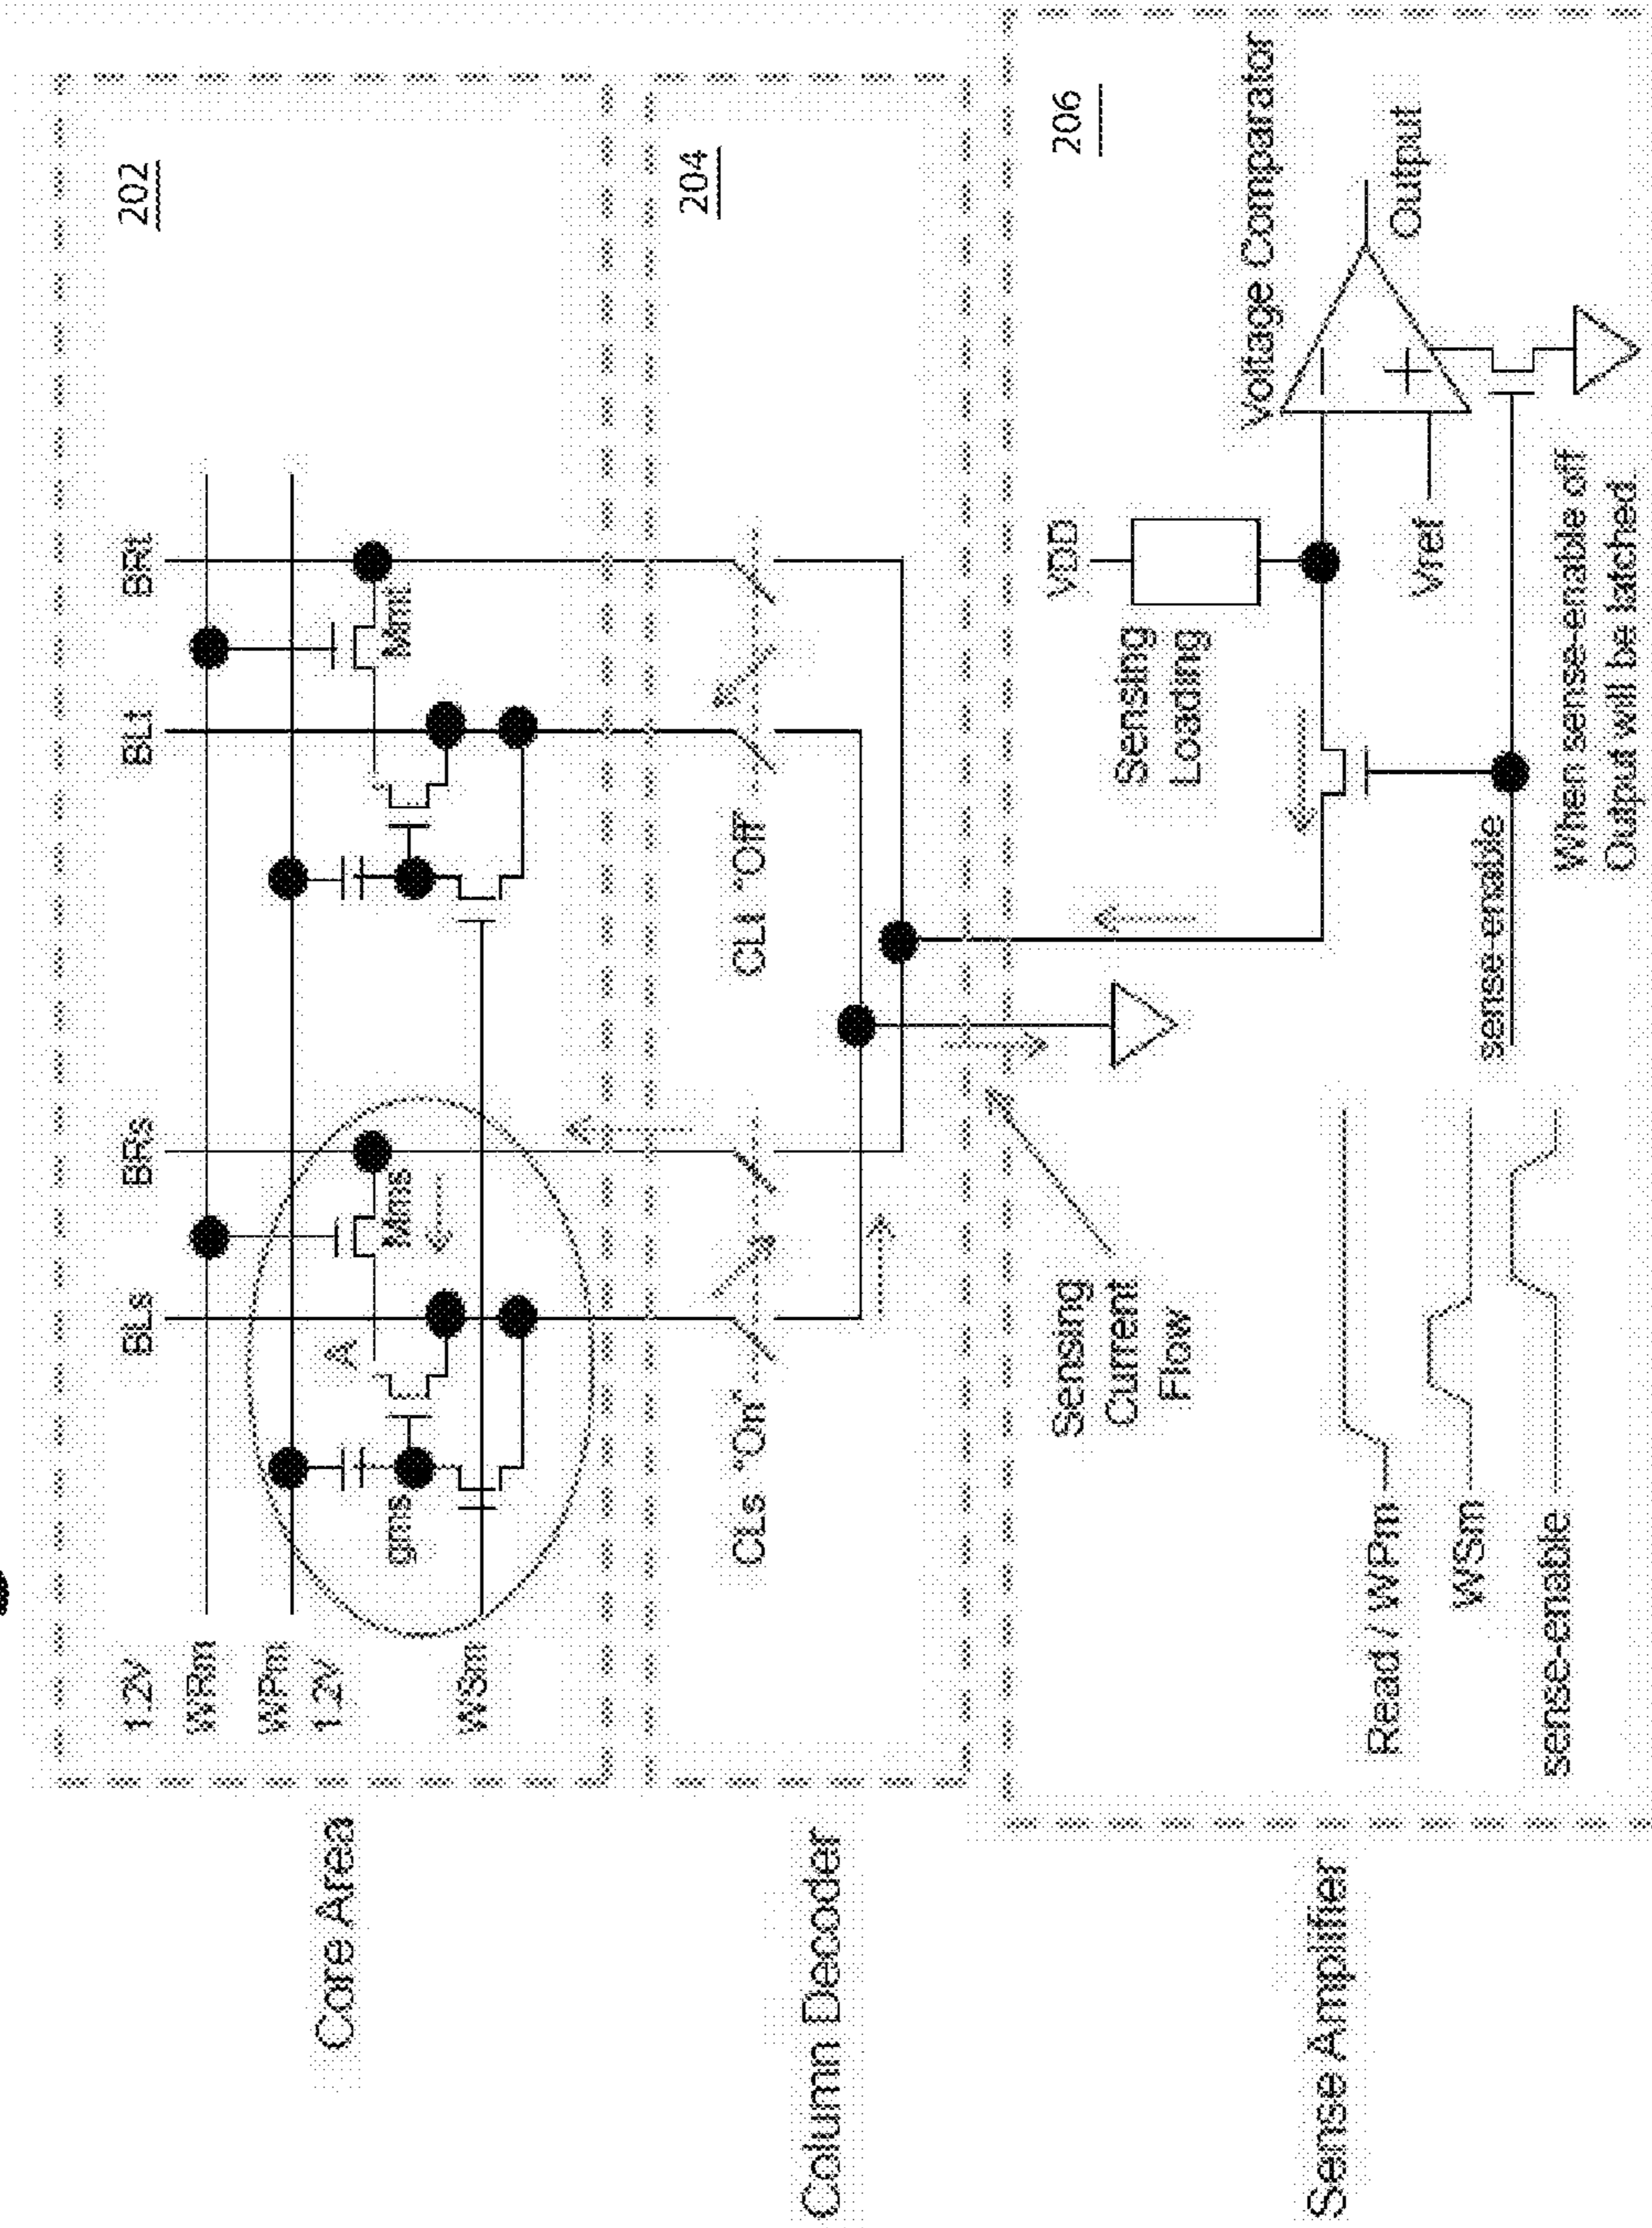 Core Area
1.2V
WRm
WPm
1.2V
WSm
BLs
BRs
BLt
BRt
202
A
Mms
Mmt
gms
Column Decoder
204
CLs "On"
CLt "Off
Sense Amplifier
206
Sensing
Current
Flow
VDD
Sensing
Loading
Voltage Comparator
Output
Vref
sense-enable
When sense-enable off
Output will be latched
Read / WPm
WSm
sense-enable